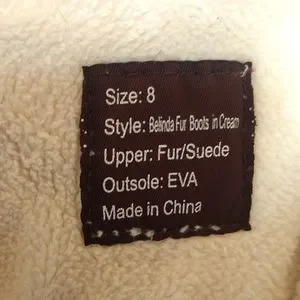 Size: 8
Style: Belinda Fur Boots in Cream
Upper: Fur/Suede
Outsole: EVA
Made in China